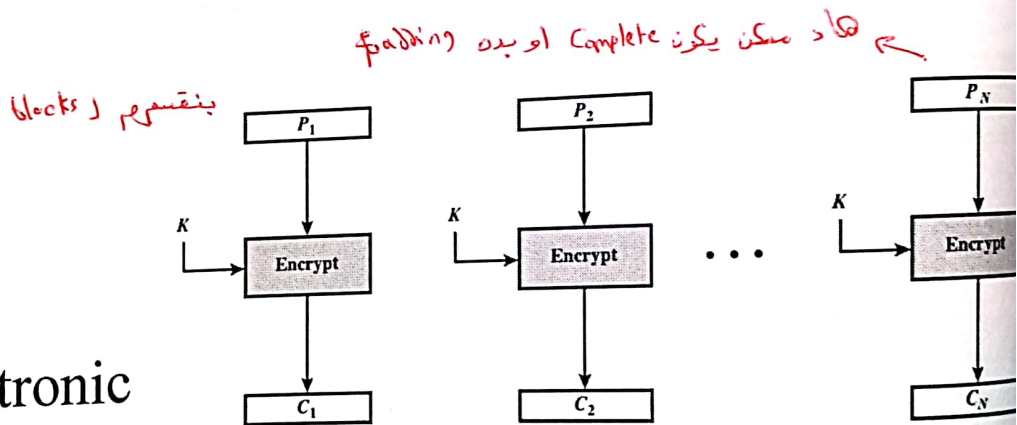 هاد ممكن يكون Complete او بده padding
بنقسمهم ل blocks
P1
P2
PN
K
K
K
Encrypt
Encrypt
• • •
Encrypt
tronic
C1
C2
CN